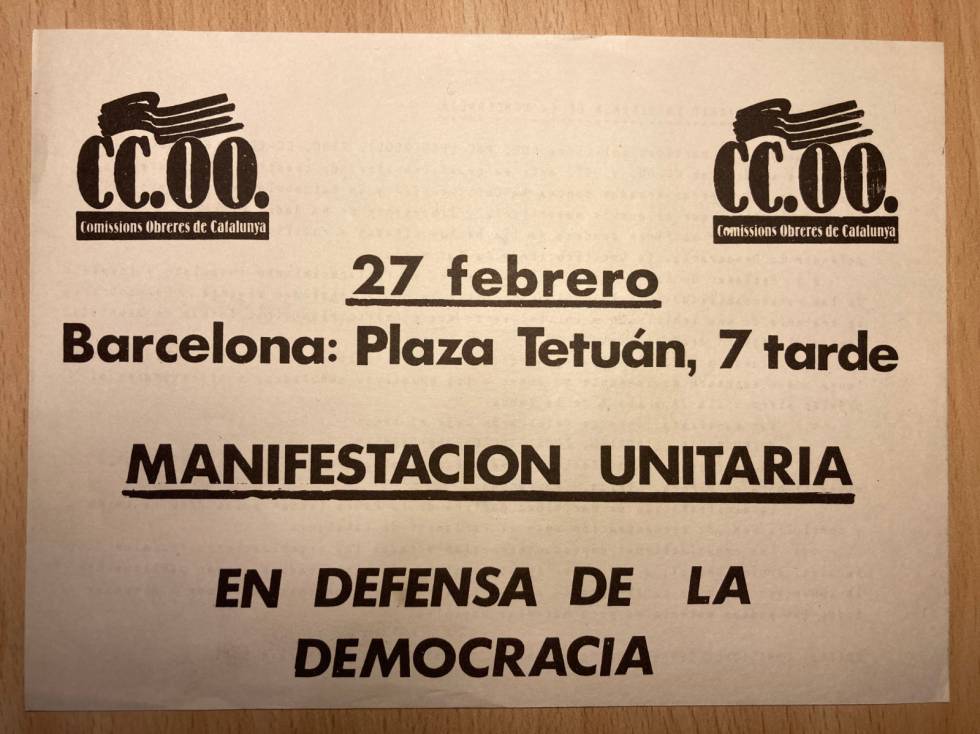 CC.OO.
Comissions Obreres de Catalunya
CC.OO.
Comissions Obreres de Catalunya
27 febrero
Barcelona: Plaza Tetuán, 7 tarde
MANIFESTACION UNITARIA
EN DEFENSA DE LA
DEMOCRACIA